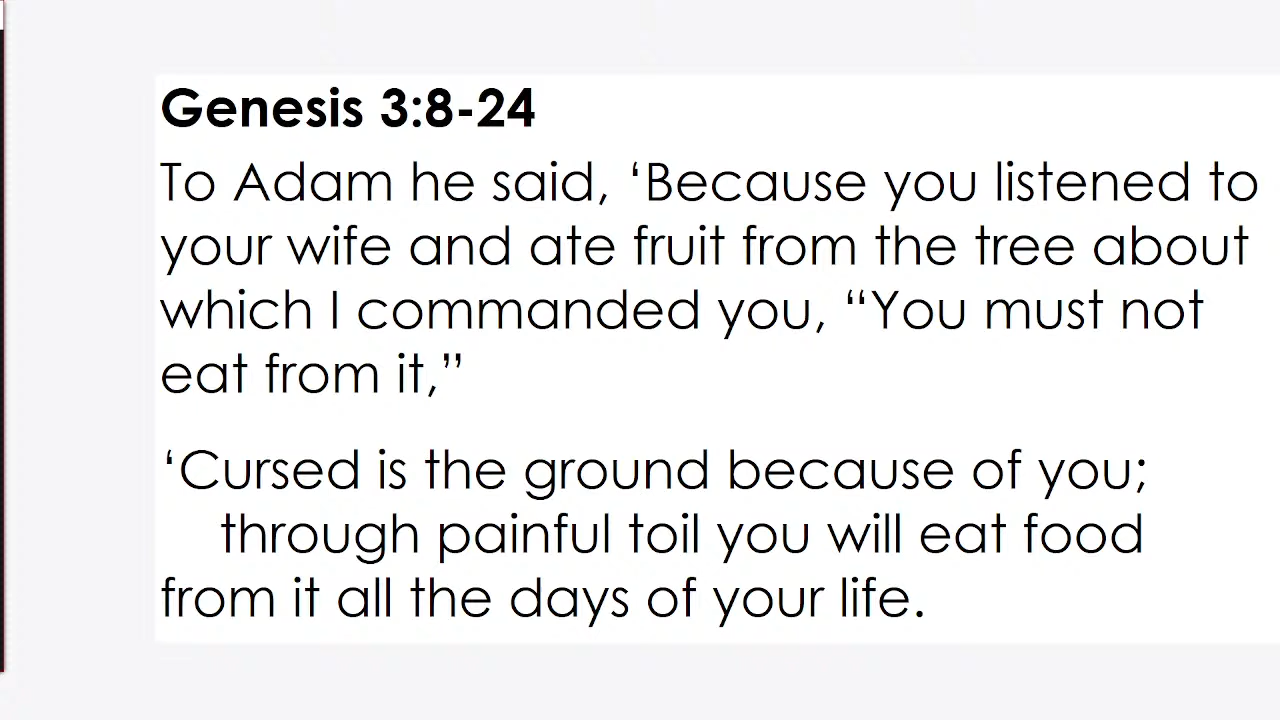 Genesis 3:8-24
To Adam he said, ‘Because you listened to
your wife and ate fruit from the tree about
which I commanded you, “You must not
eat from it,”
‘Cursed is the ground because of you;
through painful toil you will eat food
from it all the days of your life.